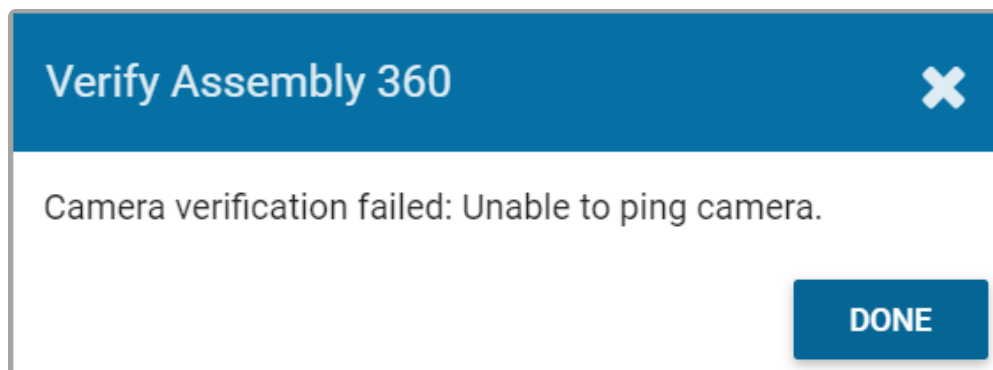 Verify Assembly 360
Camera verification failed: Unable to ping camera.
DONE